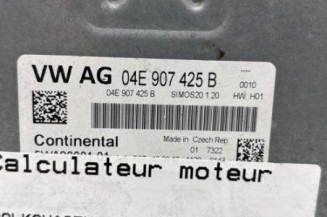 VW AG 04E 907 425 B
04E 907 425 B SIMOS20.1.20 0010
HW: H01
Continental Made in Czech Rep
01 7322
Calculateur moteur